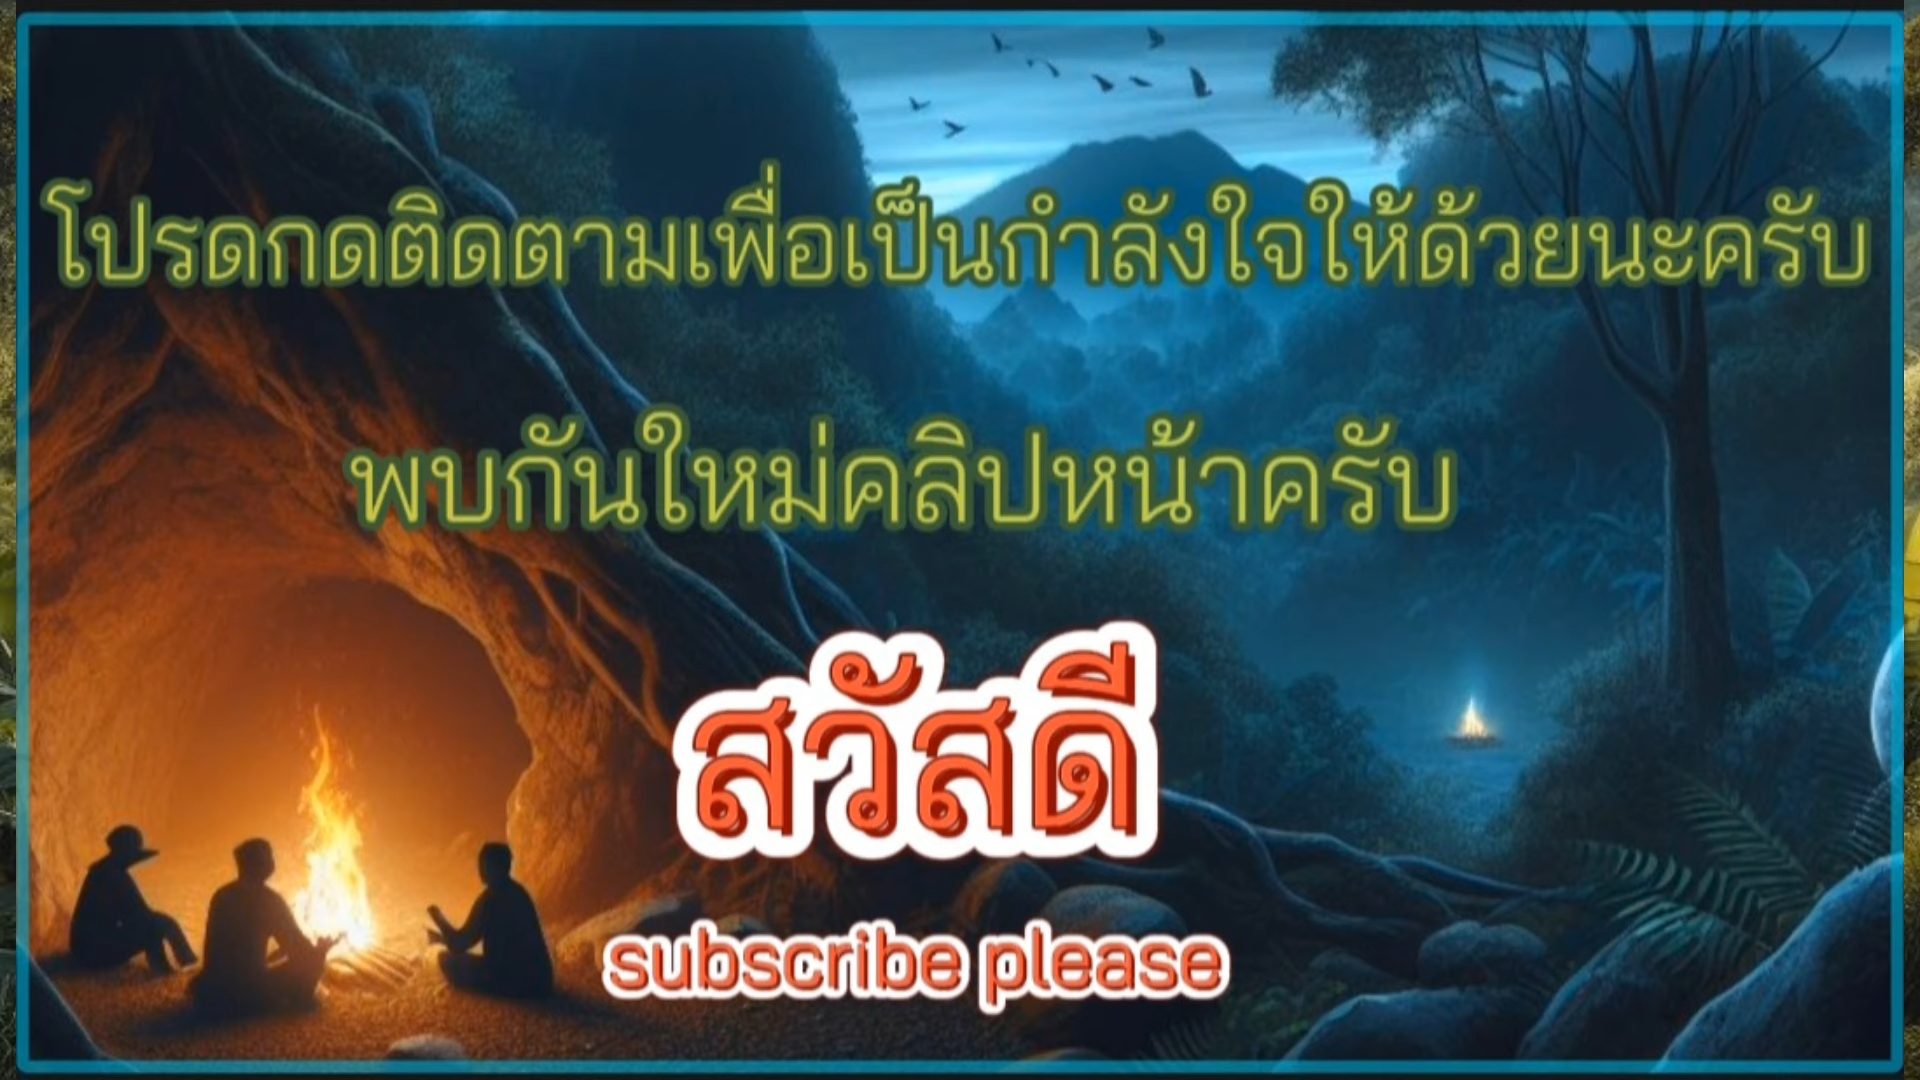 โปรดกดติดตามเพื่อเป็นกำลังใจให้ด้วยนะครับ
พบกันใหม่คลิปหน้าครับ
สวัสดี
subscribe please